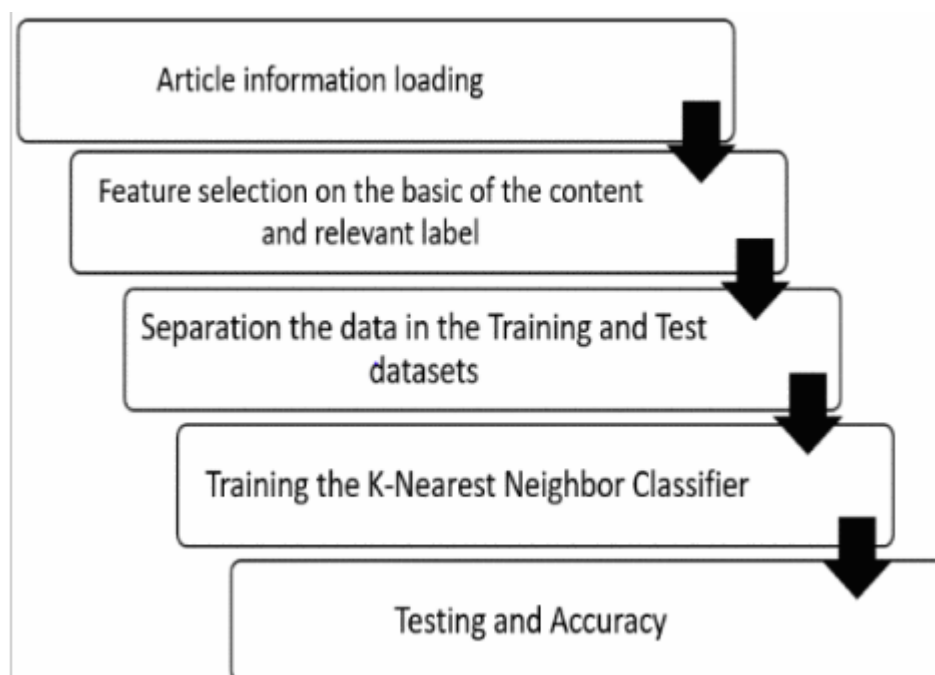 Article information loading
Feature selection on the basic of the content
and relevant label
Separation the data in the Training and Test
datasets
Training the K-Nearest Neighbor Classifier
Testing and Accuracy